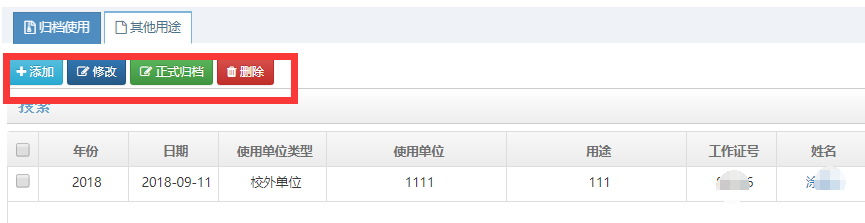 归档使用 其他用途
添加 修改 正式归档 删除
搜索
年份 日期 使用单位类型 使用单位 用途 工作证号 姓名
2018 2018-09-11 校外单位 1111 111